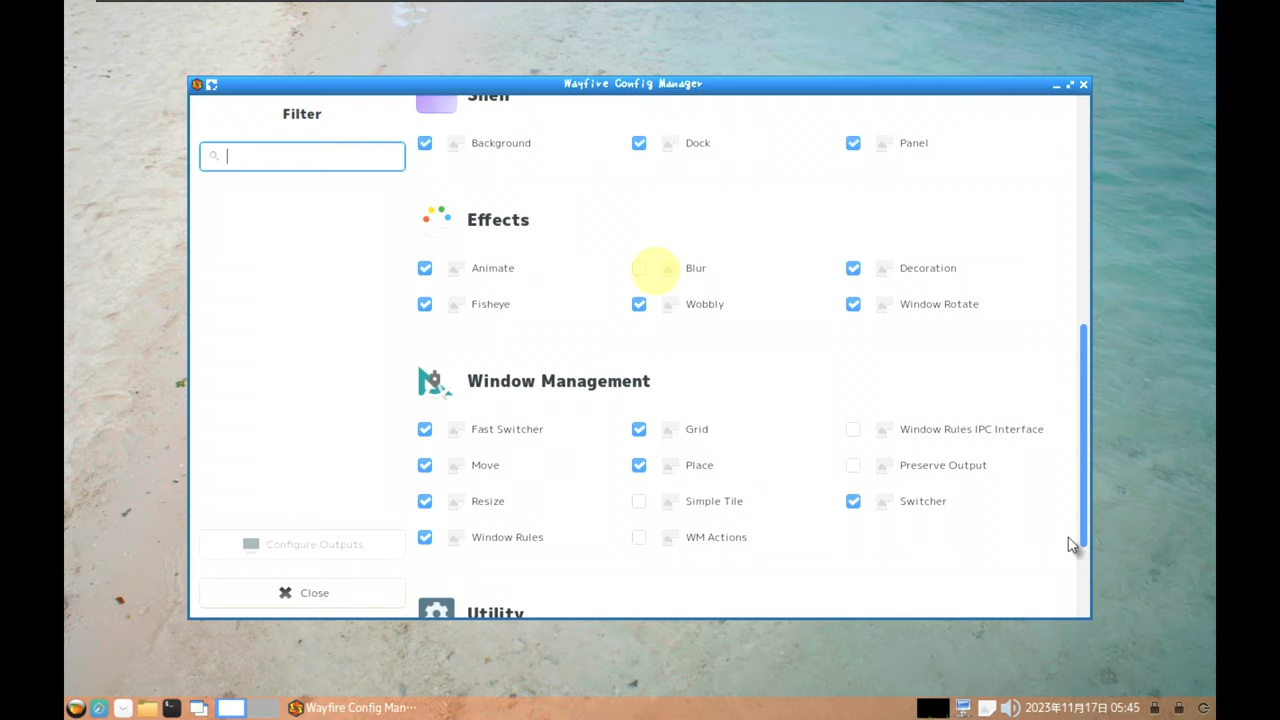 Wayfire Config Manager
Filter
Shell
Background
Dock
Panel
Effects
Animate
Blur
Decoration
Fisheye
Wobbly
Window Rotate
Window Management
Fast Switcher
Grid
Window Rules IPC Interface
Move
Place
Preserve Output
Resize
Simple Tile
Switcher
Window Rules
WM Actions
Configure Outputs
Close
Utility
Wayfire Config Man…
2023年11月17日 05:45